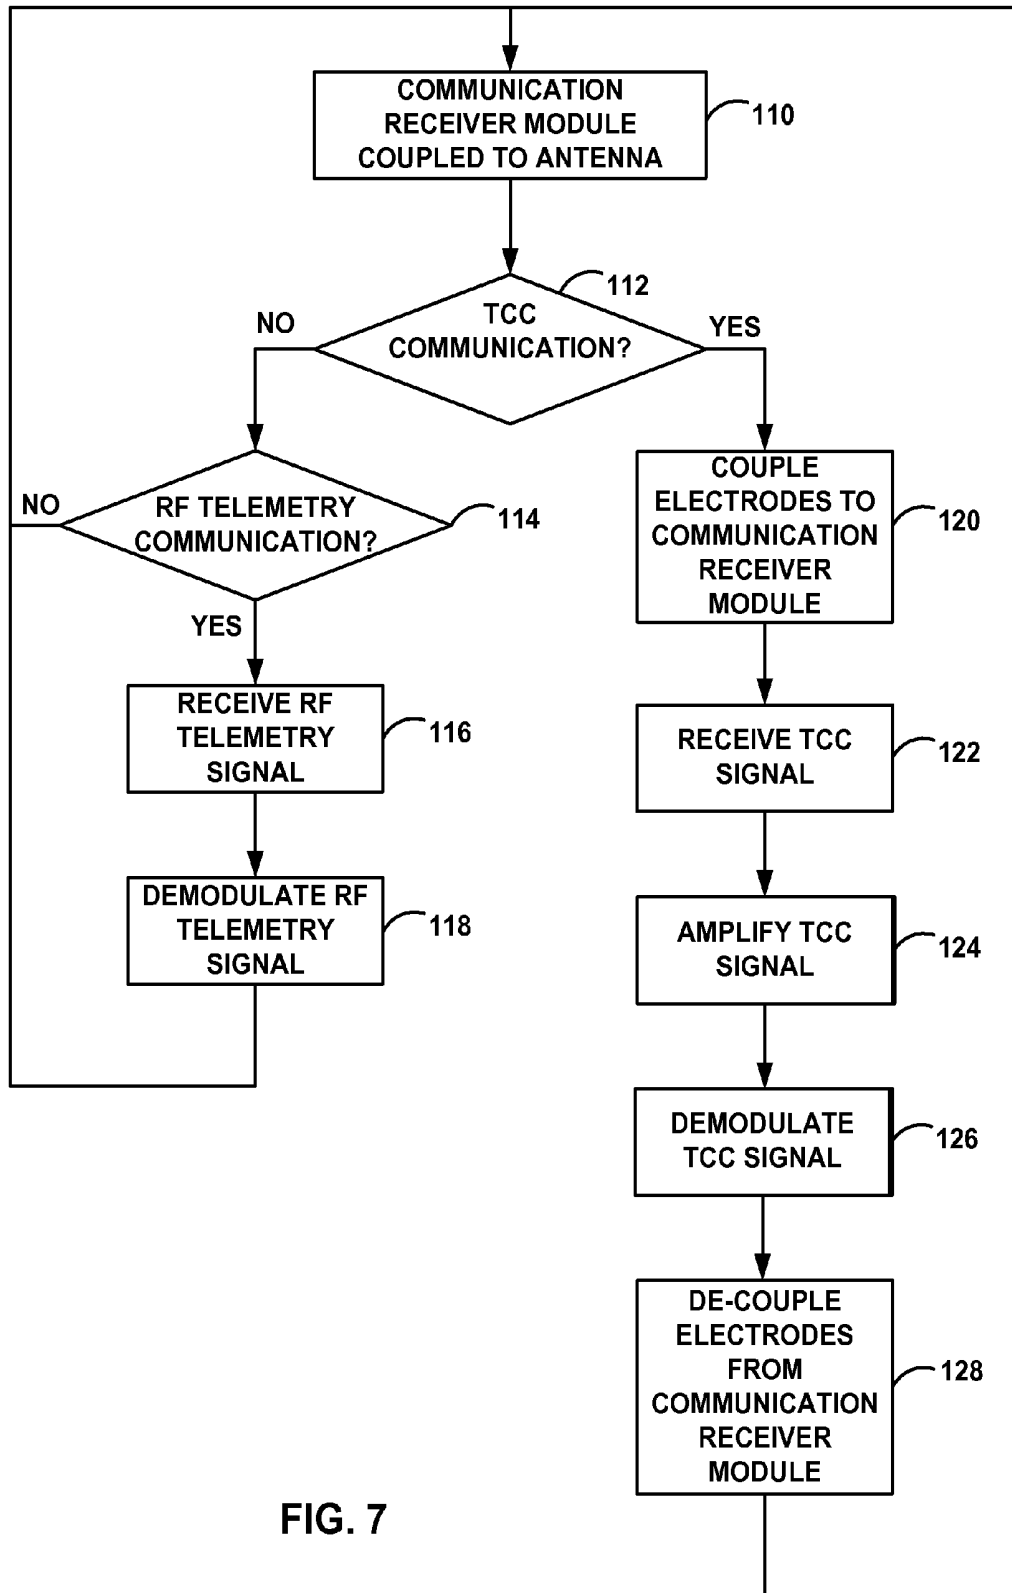 COMMUNICATION
RECEIVER MODULE
COUPLED TO ANTENNA
110
TCC
COMMUNICATION?
112
NO
YES
RF TELEMETRY
COMMUNICATION?
114
NO
YES
RECEIVE RF
TELEMETRY
SIGNAL
116
DEMODULATE RF
TELEMETRY
SIGNAL
118
COUPLE
ELECTRODES TO
COMMUNICATION
RECEIVER
MODULE
120
RECEIVE TCC
SIGNAL
122
AMPLIFY TCC
SIGNAL
124
DEMODULATE
TCC SIGNAL
126
DE-COUPLE
ELECTRODES
FROM
COMMUNICATION
RECEIVER
MODULE
128
FIG. 7